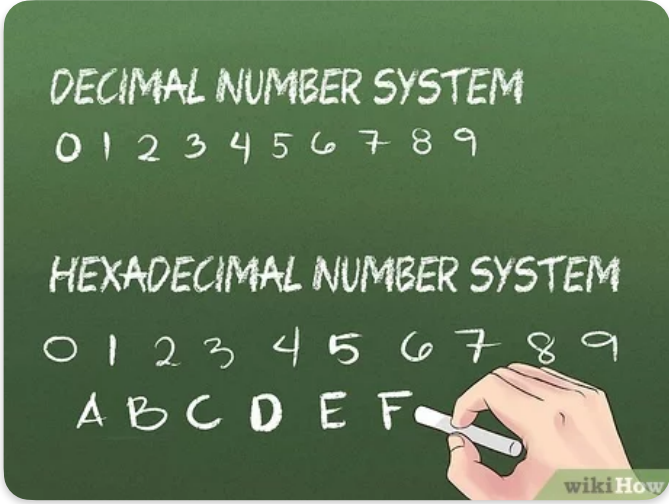 DECIMAL NUMBER SYSTEM
0 1 2 3 4 5 6 7 8 9
HEXADECIMAL NUMBER SYSTEM
0 1 2 3 4 5 6 7 8 9
A B C D E F
wikiHow